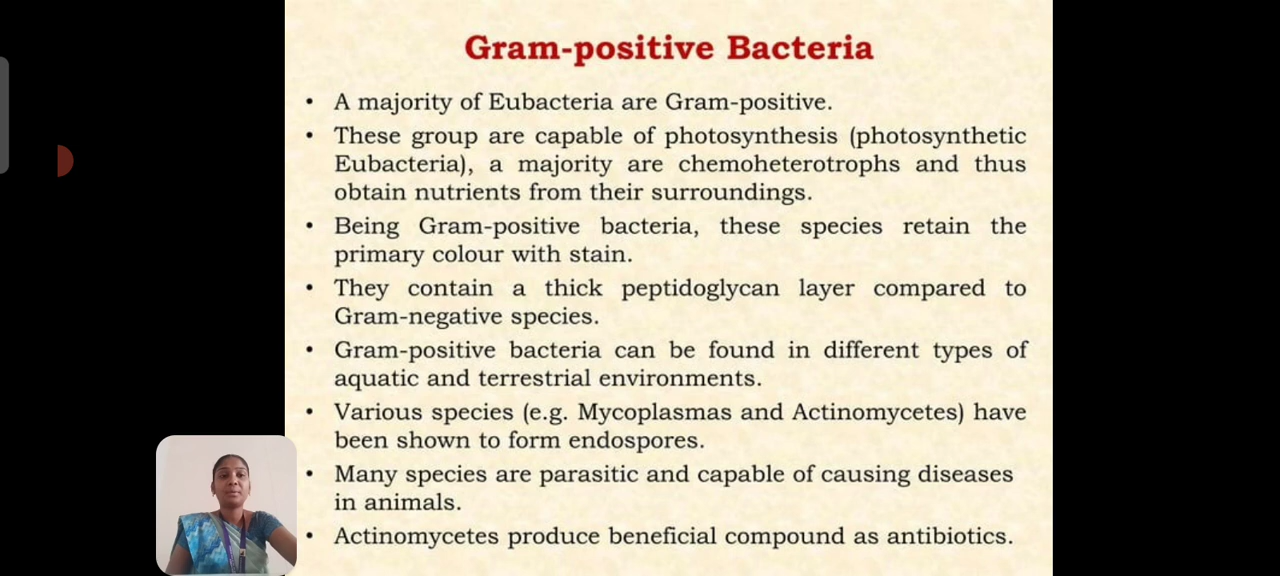 Gram-positive Bacteria
• A majority of Eubacteria are Gram-positive.
• These group are capable of photosynthesis (photosynthetic
Eubacteria), a majority are chemoheterotrophs and thus
obtain nutrients from their surroundings.
• Being Gram-positive bacteria, these species retain the
primary colour with stain.
• They contain a thick peptidoglycan layer compared to
Gram-negative species.
• Gram-positive bacteria can be found in different types of
aquatic and terrestrial environments.
• Various species (e.g. Mycoplasmas and Actinomycetes) have
been shown to form endospores.
• Many species are parasitic and capable of causing diseases
in animals.
• Actinomycetes produce beneficial compound as antibiotics.